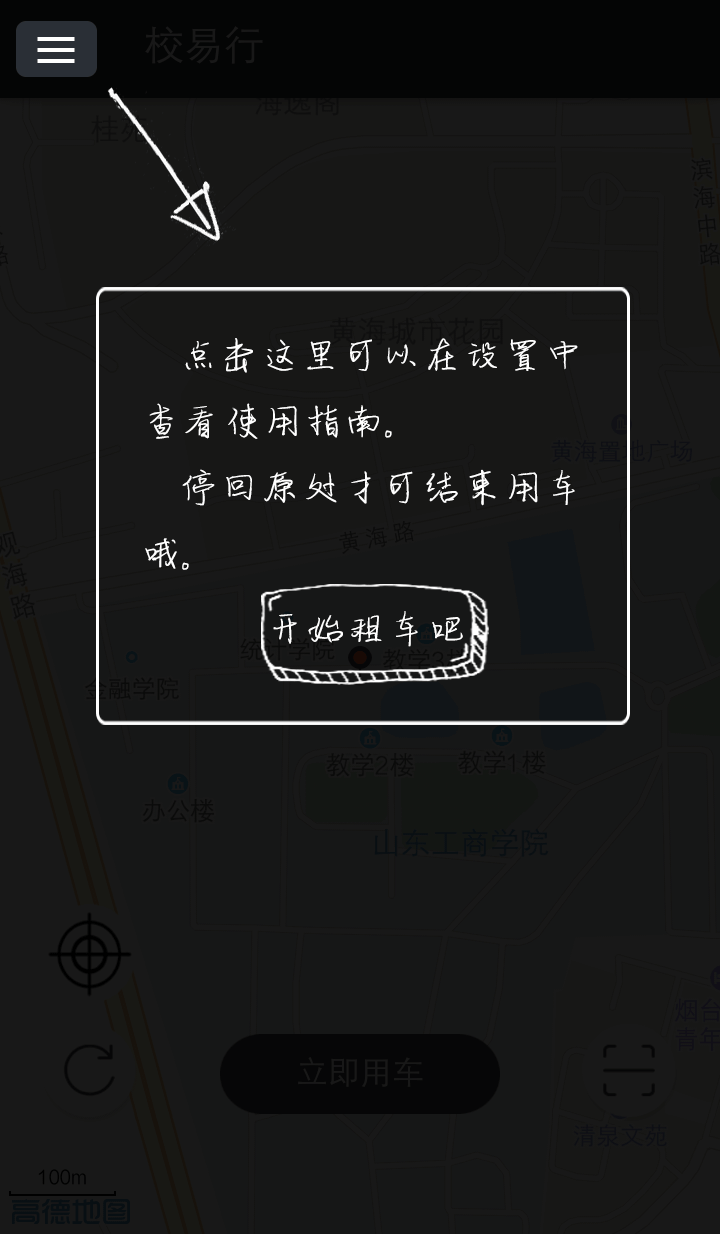 校易行
海逸阁
桂苑
滨海中路
黄海城市花园
点击这里可以在设置中
查看使用指南。
黄海置地广场
停回原处才可结束用车
黄海路
哦。
观海路
开始租车吧
统计学院
教学3楼
金融学院
教学2楼
教学1楼
办公楼
山东工商学院
烟台
青年
立即用车
清泉文苑
100m
高德地图